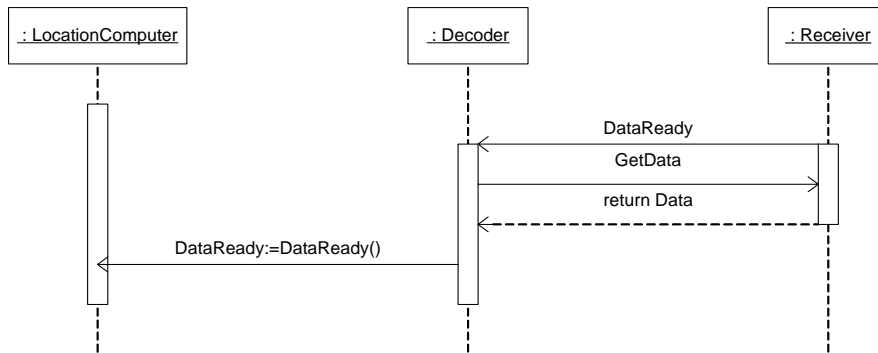 : LocationComputer
: Decoder
: Receiver
DataReady
GetData
return Data
DataReady:=DataReady()